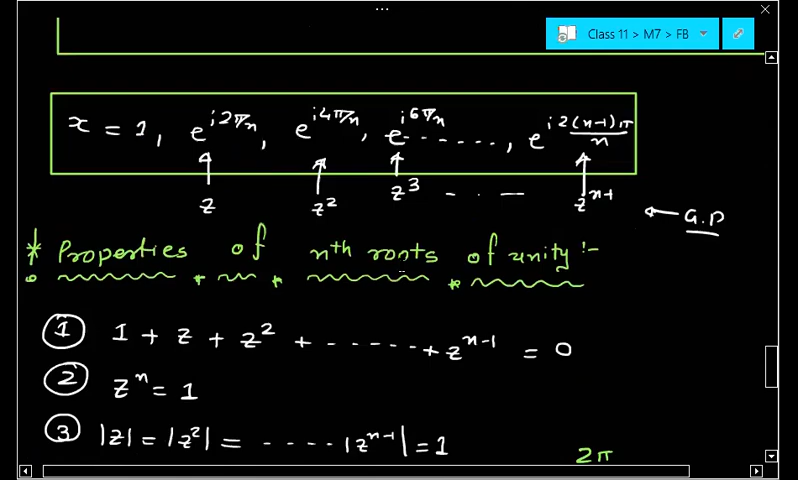 Class 11 > M7 > FB
x = 1, e^{i2π/n}, e^{i4π/n}, e^{i6π/n} ......, e^{i2(n-1)π/n}
z z² z³ - . - z^{n-1}
← G.P
* Properties of nth roots of unity :-
① 1 + z + z² + ...... + z^{n-1} = 0
② z^n = 1
③ |z| = |z²| = ...... |z^{n-1}| = 1
2π